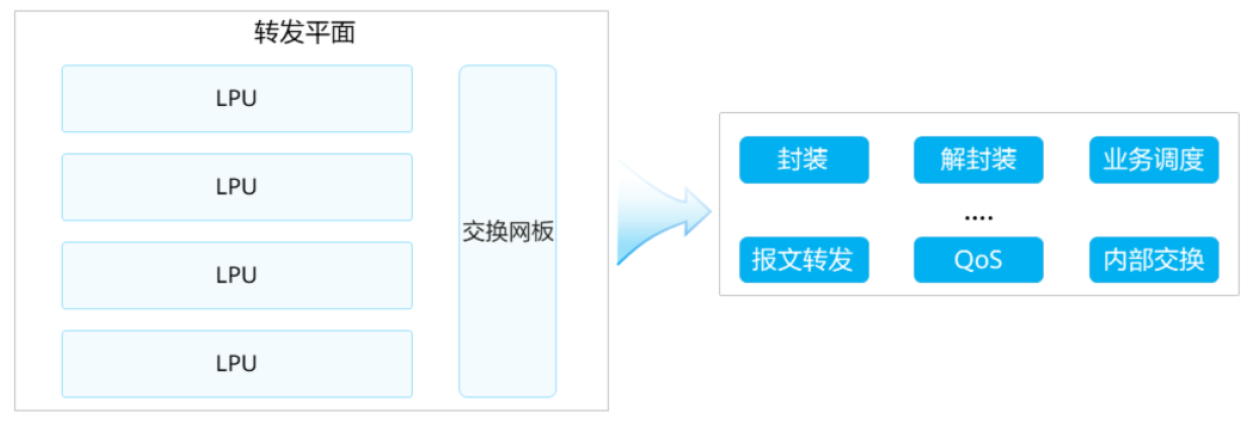 转发平面
LPU
LPU
LPU
LPU
交换网板
封装
解封装
业务调度
....
报文转发
QoS
内部交换